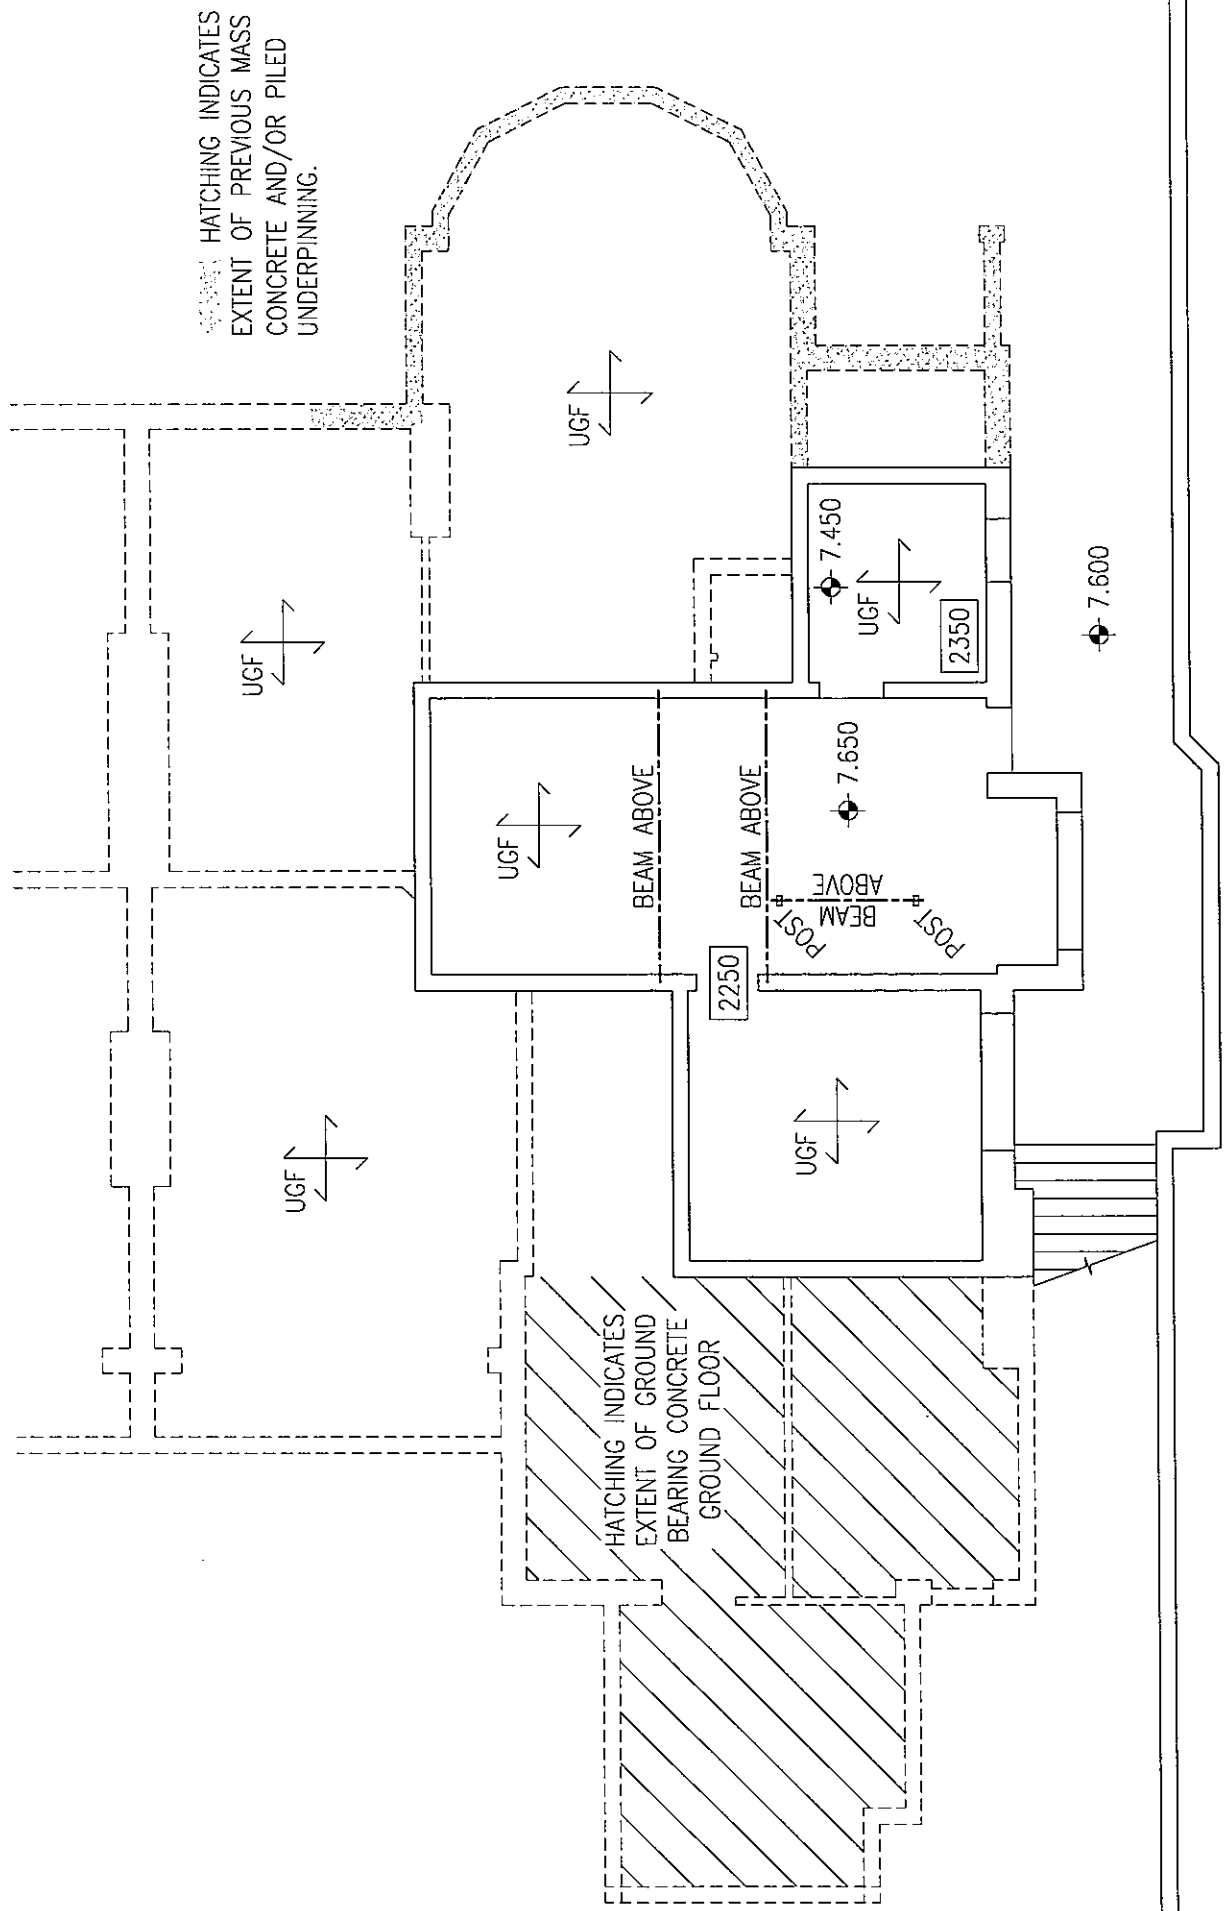 HATCHING INDICATES
EXTENT OF PREVIOUS MASS
CONCRETE AND/OR PILED
UNDERPINNING.
UGF
UGF
UGF
UGF
BEAM ABOVE
BEAM ABOVE
2250
POST
BEAM
ABOVE
POST
7.650
7.450
UGF
2350
7.600
UGF
HATCHING INDICATES
EXTENT OF GROUND
BEARING CONCRETE
GROUND FLOOR